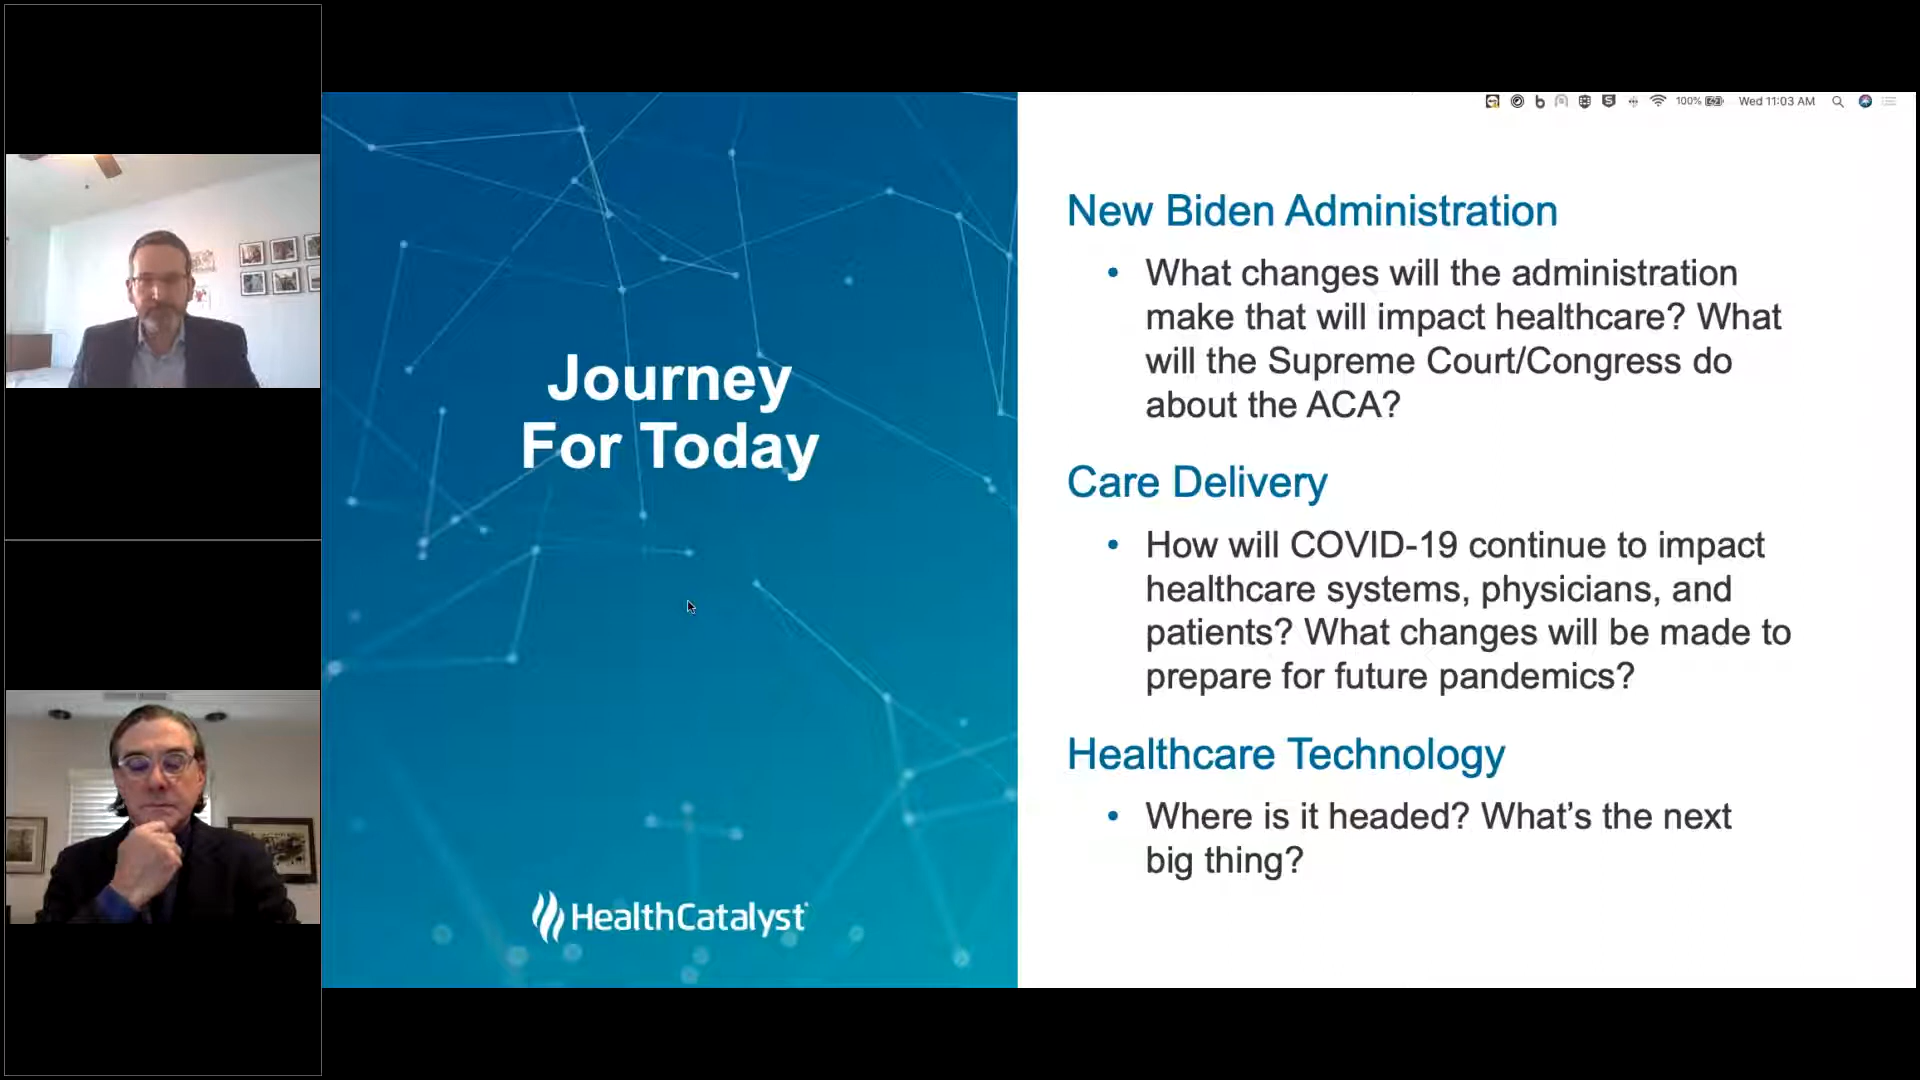 100% Wed 11:03 AM
Journey
For Today
HealthCatalyst
New Biden Administration
• What changes will the administration
make that will impact healthcare? What
will the Supreme Court/Congress do
about the ACA?
Care Delivery
• How will COVID-19 continue to impact
healthcare systems, physicians, and
patients? What changes will be made to
prepare for future pandemics?
Healthcare Technology
• Where is it headed? What’s the next
big thing?